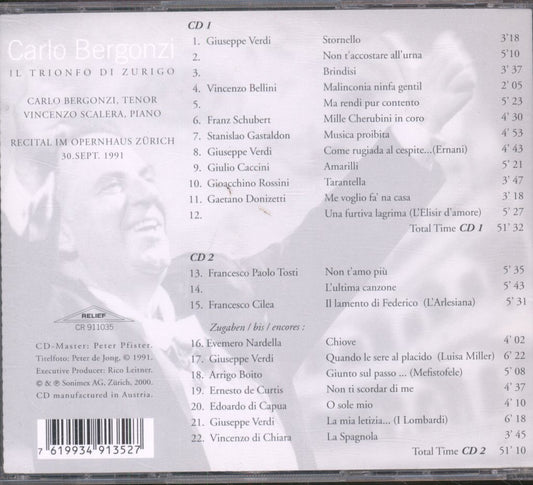 Carlo Bergonzi
IL TRIONFO DI ZURIGO
CARLO BERGONZI, TENOR
VINCENZO SCALERA, PIANO
RECITAL IM OPERNHAUS ZÜRICH
30.SEPT. 1991
RELIEF
CR 911035
CD-Master: Peter Pfister.
Titelfoto: Peter de Jong. © 1991.
Executive Producer: Rico Leitner.
© & ℗ Sonimex AG, Zürich, 2000.
CD manufactured in Austria.
7 619934 913527
CD 1
1. Giuseppe Verdi Stornello 3'18
2. Non t'accostare all'urna 5'10
3. Brindisi 3' 37
4. Vincenzo Bellini Malinconia ninfa gentil 2' 05
5. Ma rendi pur contento 5' 23
6. Franz Schubert Mille Cherubini in coro 4' 30
7. Stanislao Gastaldon Musica proibita 4' 53
8. Giuseppe Verdi Come rugiada al cespite...(Ernani) 4' 43
9. Giulio Caccini Amarilli 5' 21
10. Gioacchino Rossini Tarantella 3' 47
11. Gaetano Donizetti Me voglio fa' na casa 3' 18
12. Una furtiva lagrima (L'Elisir d'amore) 5' 27
Total Time CD 1 51' 32
CD 2
13. Francesco Paolo Tosti Non t'amo più 5' 35
14. L'ultima canzone 5' 43
15. Francesco Cilea Il lamento di Federico (L'Arlesiana) 5' 31
Zugaben / bis / encores :
16. Evemero Nardella Chiove 4' 02
17. Giuseppe Verdi Quando le sere al placido (Luisa Miller) 6' 22
18. Arrigo Boito Giunto sul passo ... (Mefistofele) 5' 08
19. Ernesto de Curtis Non ti scordar di me 4' 37
20. Edoardo di Capua O sole mio 4' 10
21. Giuseppe Verdi La mia letizia... (I Lombardi) 6' 18
22. Vincenzo di Chiara La Spagnola 3' 45
Total Time CD 2 51' 10